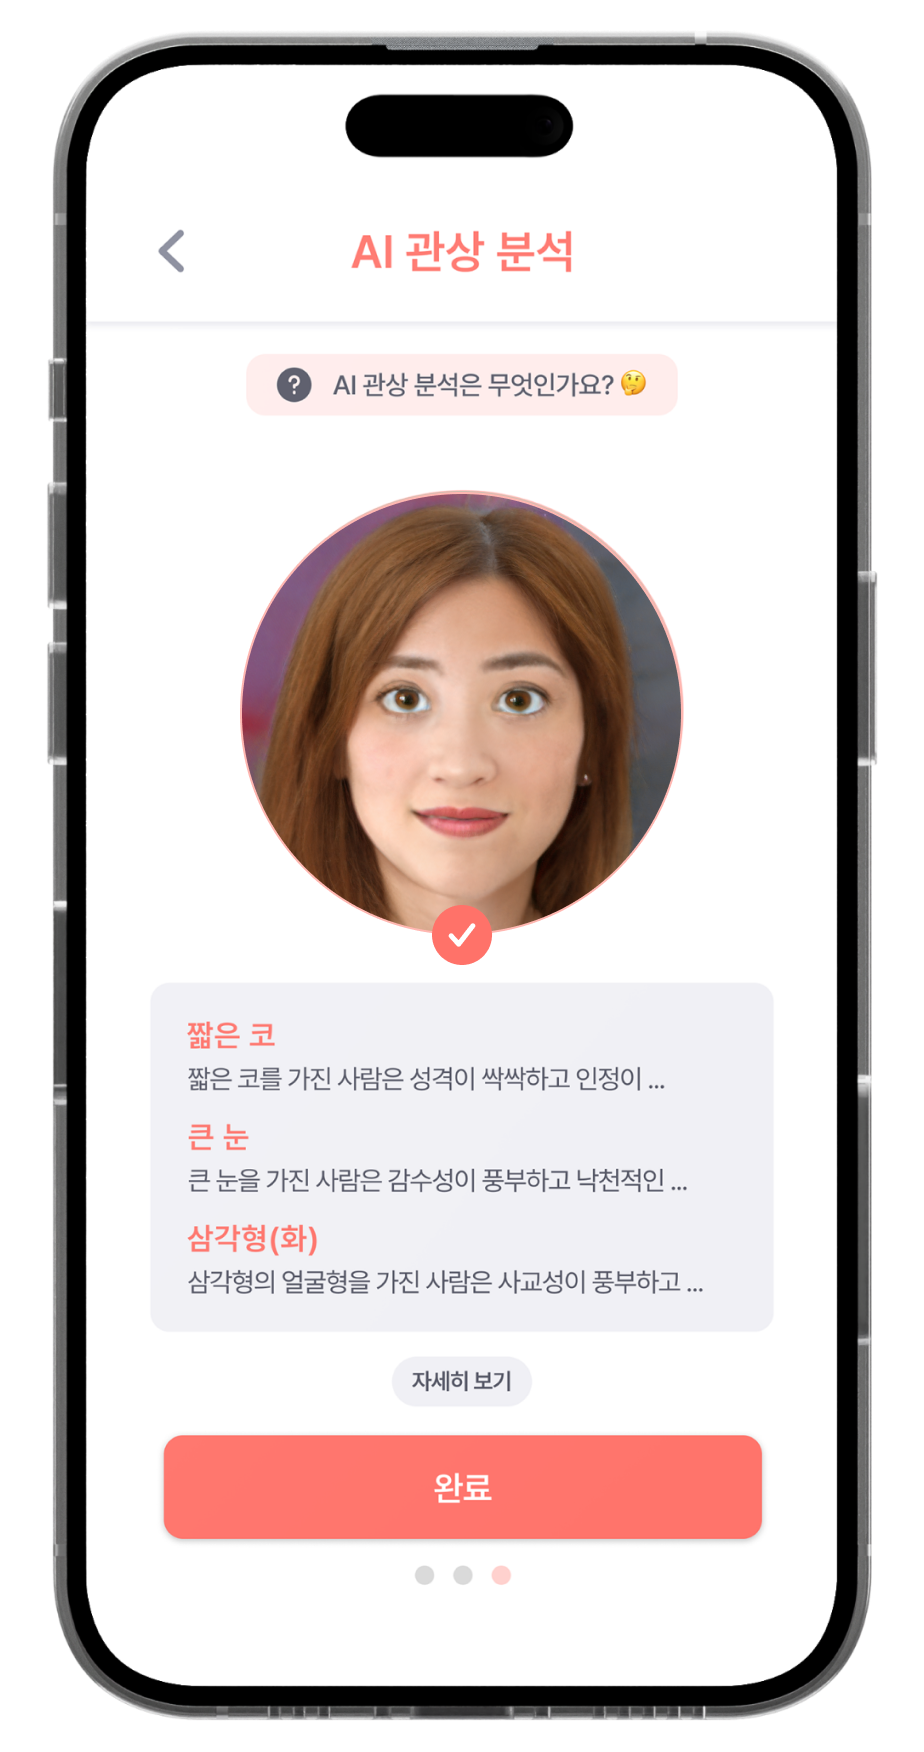 AI 관상 분석
AI 관상 분석은 무엇인가요? 🤔
짧은 코
짧은 코를 가진 사람은 성격이 싹싹하고 인정이 ...
큰 눈
큰 눈을 가진 사람은 감수성이 풍부하고 낙천적인 ...
삼각형(화)
삼각형의 얼굴형을 가진 사람은 사교성이 풍부하고 ...
자세히 보기
완료